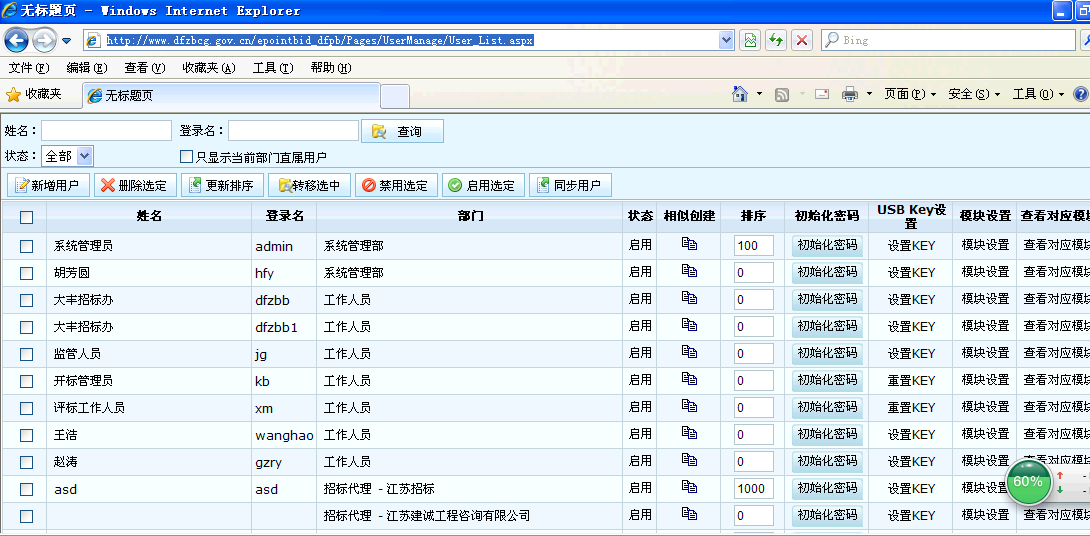 无标题页 - Windows Internet Explorer
http://www.dfzbcg.gov.cn/epointbid_dfpb/Pages/UserManage/User_List.aspx Bing
文件(F) 编辑(E) 查看(V) 收藏夹(A) 工具(T) 帮助(H)
收藏夹 无标题页 页面(P) 安全(S) 工具(O)
姓名： 登录名： 查询
状态： 全部 只显示当前部门直属用户
新增用户 删除选定 更新排序 转移选中 禁用选定 启用选定 同步用户
姓名 登录名 部门 状态 相似创建 排序 初始化密码 USB Key设置 模块设置 查看对应模
系统管理员 admin 系统管理部 启用 100 初始化密码 设置KEY 模块设置 查看对应模
胡芳圆 hfy 系统管理部 启用 0 初始化密码 设置KEY 模块设置 查看对应模
大丰招标办 dfzbb 工作人员 启用 0 初始化密码 设置KEY 模块设置 查看对应模
大丰招标办 dfzbb1 工作人员 启用 0 初始化密码 设置KEY 模块设置 查看对应模
监管人员 jg 工作人员 启用 0 初始化密码 设置KEY 模块设置 查看对应模
开标管理员 kb 工作人员 启用 0 初始化密码 重置KEY 模块设置 查看对应模
评标工作人员 xm 工作人员 启用 0 初始化密码 重置KEY 模块设置 查看对应模
王浩 wanghao 工作人员 启用 0 初始化密码 设置KEY 模块设置 查看对应模
赵涛 gzry 工作人员 启用 0 初始化密码 设置KEY 模块设置 查看对应模
asd asd 招标代理 - 江苏招标 启用 1000 初始化密码 设置KEY 模块设置 60%
招标代理 - 江苏建诚工程咨询有限公司 启用 0 初始化密码 设置KEY 模块设置 查看对应模